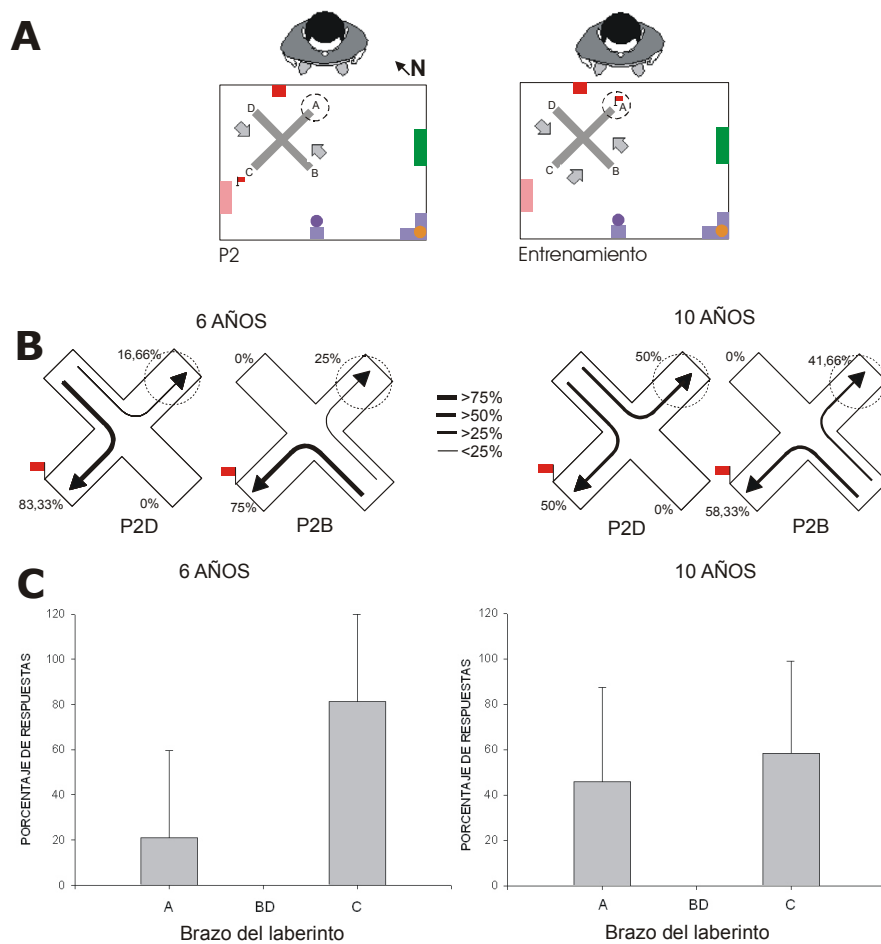 A
N
D
A
C
B
P2
D
A
C
B
Entrenamiento
B
6 AÑOS
10 AÑOS
16,66%
83,33%
0%
P2D
0%
25%
75%
P2B
>75%
>50%
>25%
<25%
50%
50%
0%
P2D
0%
41,66%
58,33%
P2B
C
6 AÑOS
10 AÑOS
PORCENTAJE DE RESPUESTAS
120
100
80
60
40
20
0
A BD C
Brazo del laberinto
PORCENTAJE DE RESPUESTAS
120
100
80
60
40
20
0
A BD C
Brazo del laberinto